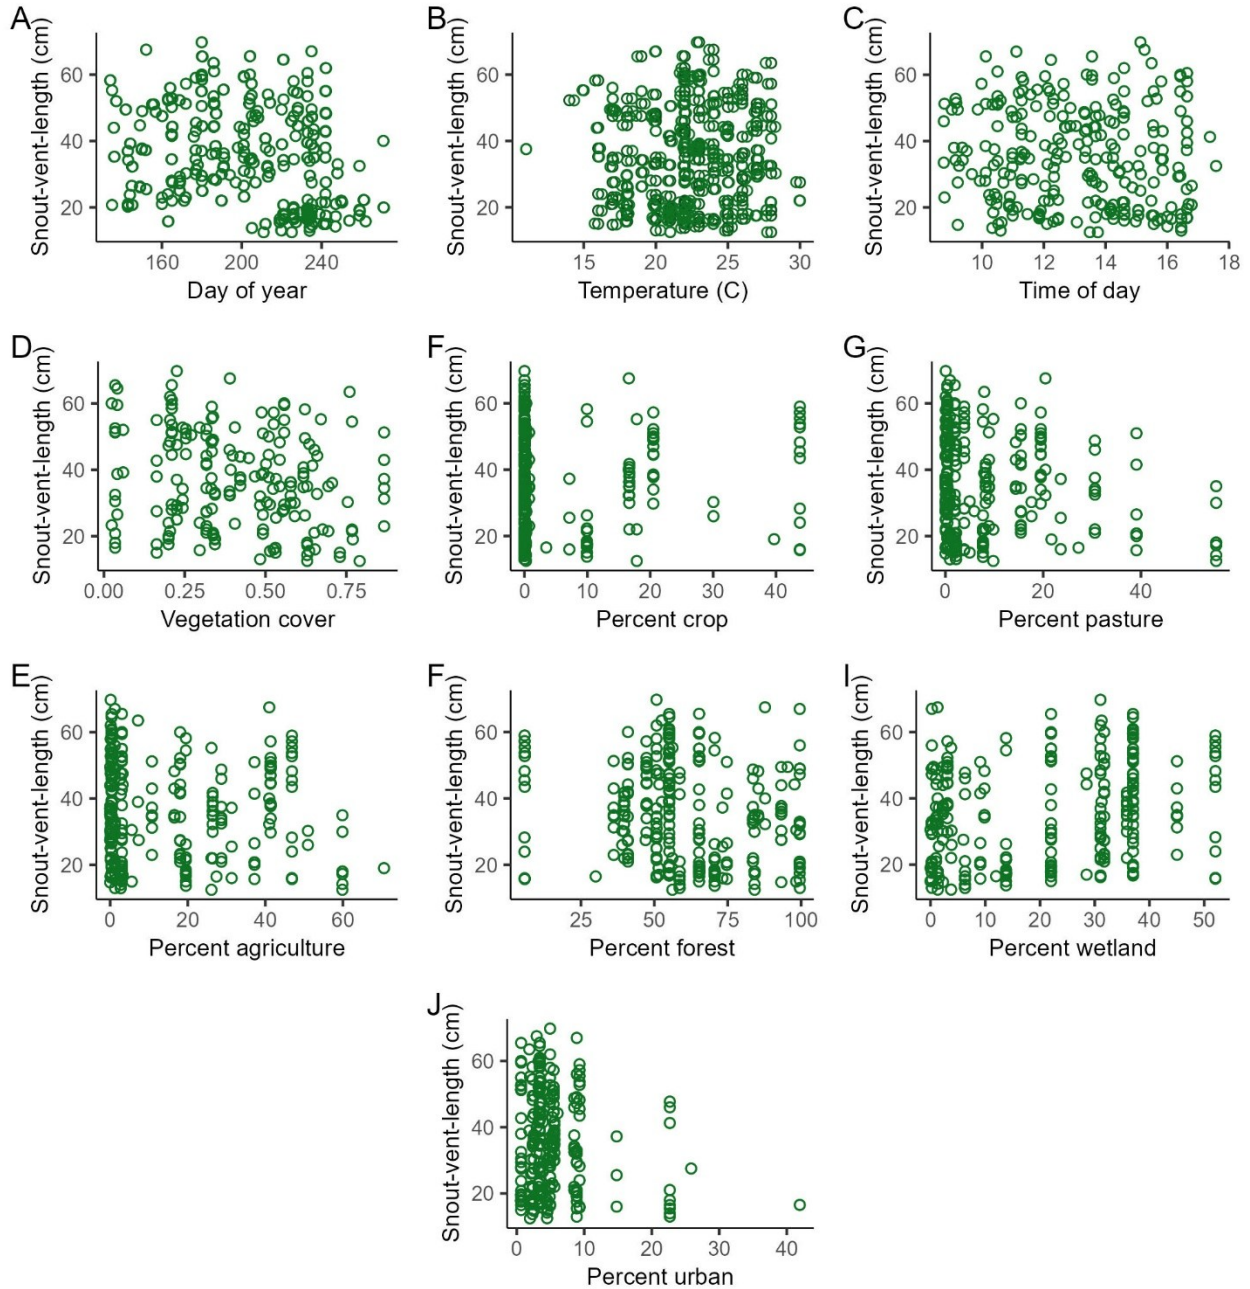 A
Snout-vent-length (cm)
60
40
20
160 200 240
Day of year
B
Snout-vent-length (cm)
60
40
20
15 20 25 30
Temperature (C)
C
Snout-vent-length (cm)
60
40
20
10 12 14 16 18
Time of day
D
Snout-vent-length (cm)
60
40
20
0.00 0.25 0.50 0.75
Vegetation cover
F
Snout-vent-length (cm)
60
40
20
0 10 20 30 40
Percent crop
G
Snout-vent-length (cm)
60
40
20
0 20 40
Percent pasture
E
Snout-vent-length (cm)
60
40
20
0 20 40 60
Percent agriculture
F
Snout-vent-length (cm)
60
40
20
25 50 75 100
Percent forest
I
Snout-vent-length (cm)
60
40
20
0 10 20 30 40 50
Percent wetland
J
Snout-vent-length (cm)
60
40
20
0 10 20 30 40
Percent urban